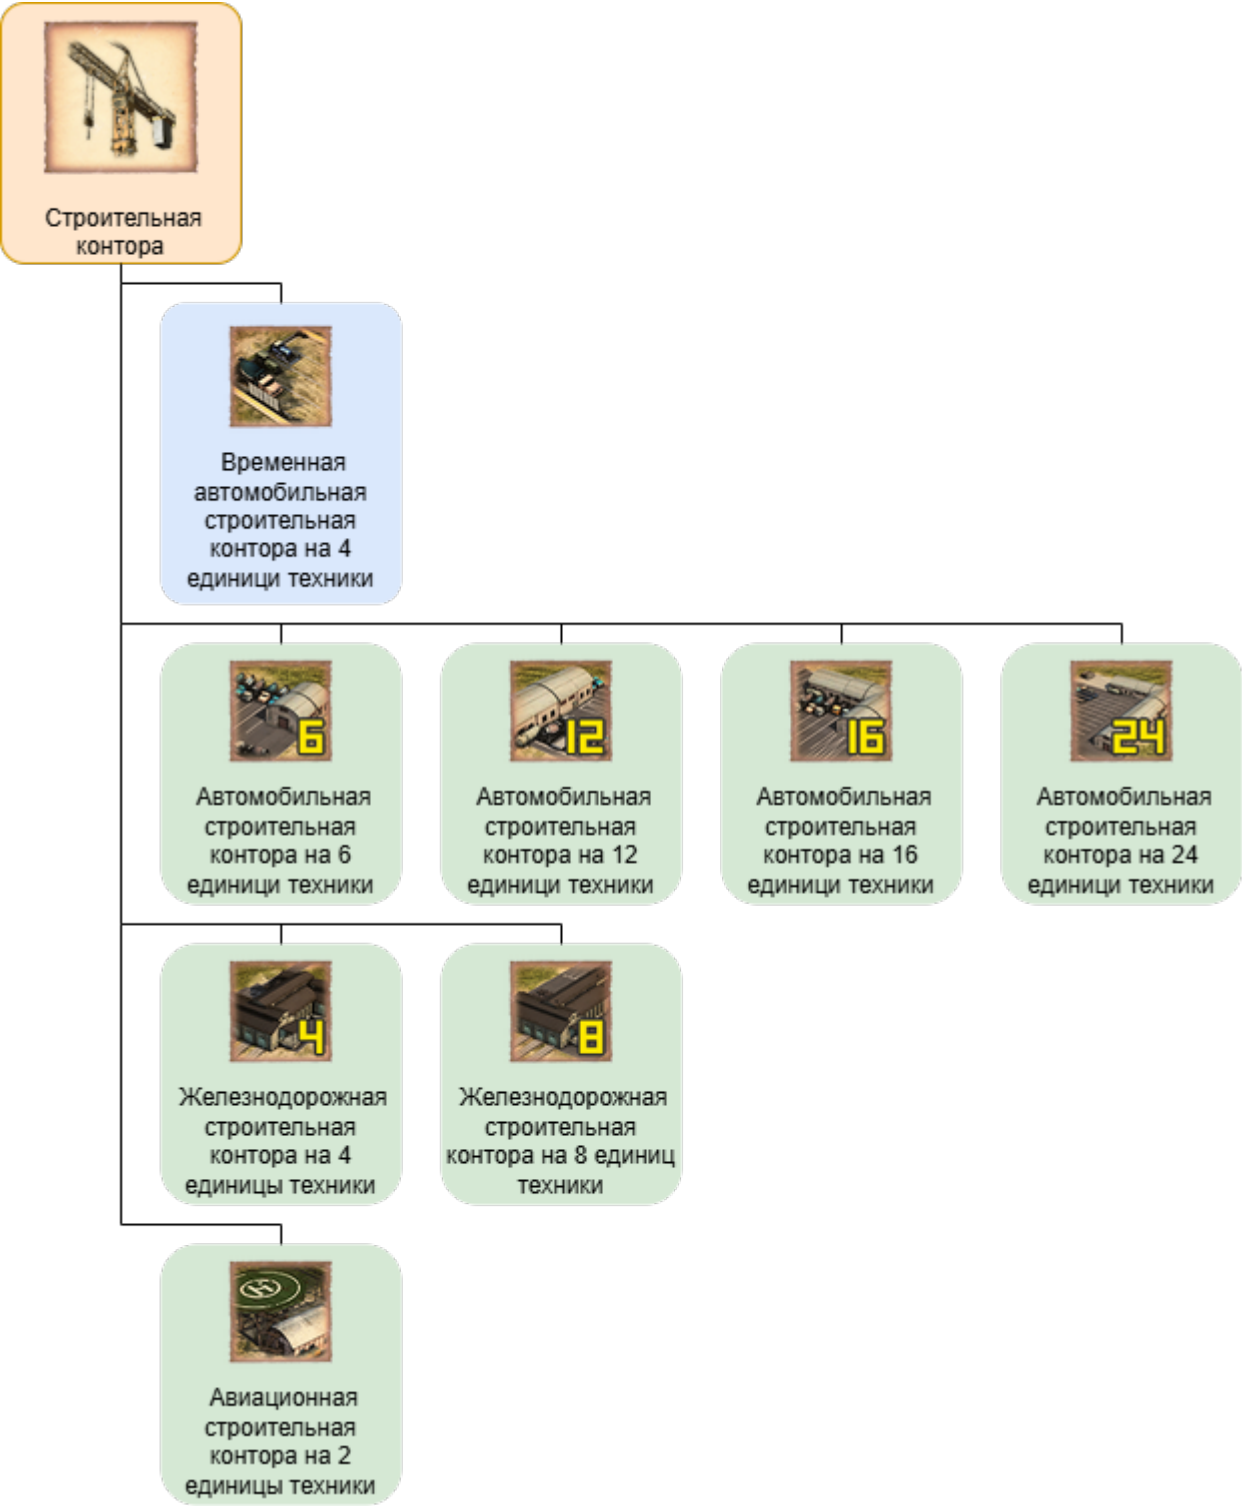 Строительная
контора
Временная
автомобильная
строительная
контора на 4
единици техники
6
Автомобильная
строительная
контора на 6
единици техники
12
Автомобильная
строительная
контора на 12
единици техники
16
Автомобильная
строительная
контора на 16
единици техники
24
Автомобильная
строительная
контора на 24
единици техники
4
Железнодорожная
строительная
контора на 4
единицы техники
8
Железнодорожная
строительная
контора на 8 единиц
техники
H
Авиационная
строительная
контора на 2
единицы техники